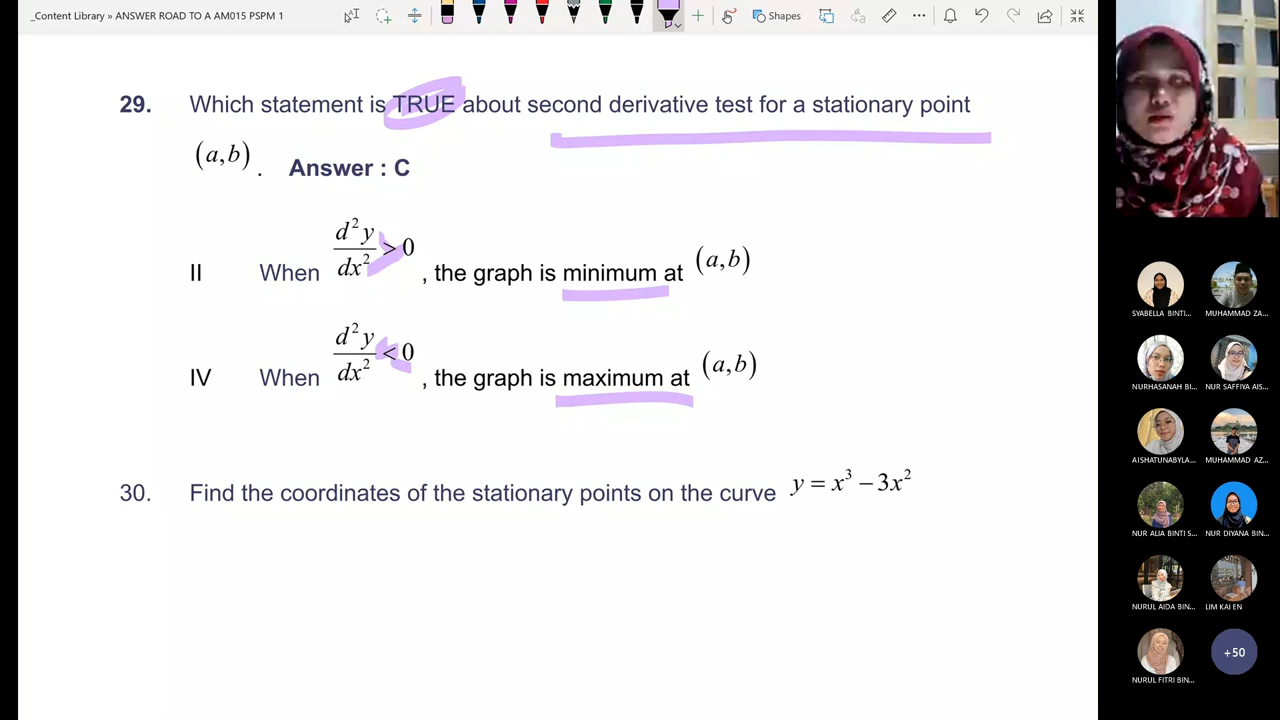 _Content Library » ANSWER ROAD TO A AM015 PSPM 1
Shapes
29. Which statement is TRUE about second derivative test for a stationary point
(a,b) . Answer : C
II When d²y/dx² > 0 , the graph is minimum at (a,b)
IV When d²y/dx² < 0 , the graph is maximum at (a,b)
30. Find the coordinates of the stationary points on the curve y = x³ − 3x²
SYABELLA BINTI...
MUHAMMAD ZA...
NURHASANAH BI...
NUR SAFFIYA AIS...
AISHATUNABYLA...
MUHAMMAD AZ...
NUR ALIA BINTI S...
NUR DIYANA BIN...
NURUL AIDA BIN...
LIM KAI EN
NURUL FITRI BIN...
+50